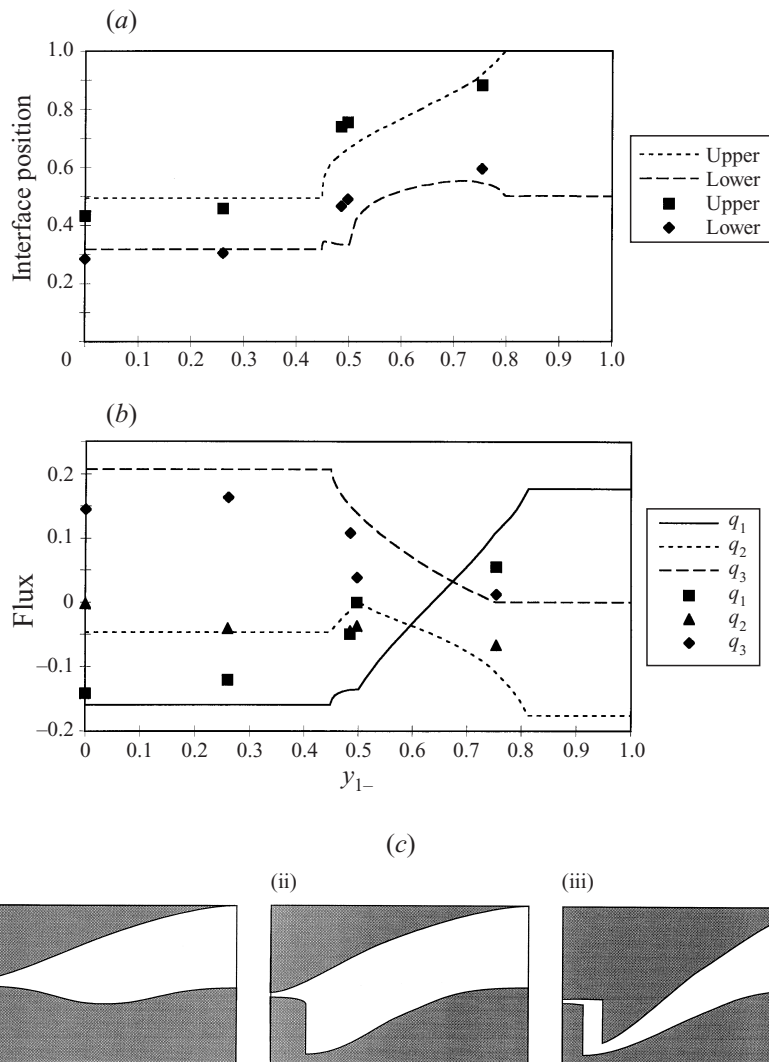 (a)
1.0
0.8
0.6
0.4
0.2
Interface position
0 0.1 0.2 0.3 0.4 0.5 0.6 0.7 0.8 0.9 1.0
Upper
Lower
Upper
Lower
(b)
0.2
0.1
0
−0.1
−0.2
Flux
0 0.1 0.2 0.3 0.4 0.5 0.6 0.7 0.8 0.9 1.0
y1–
q1
q2
q3
q1
q2
q3
(c)
(ii) (iii)